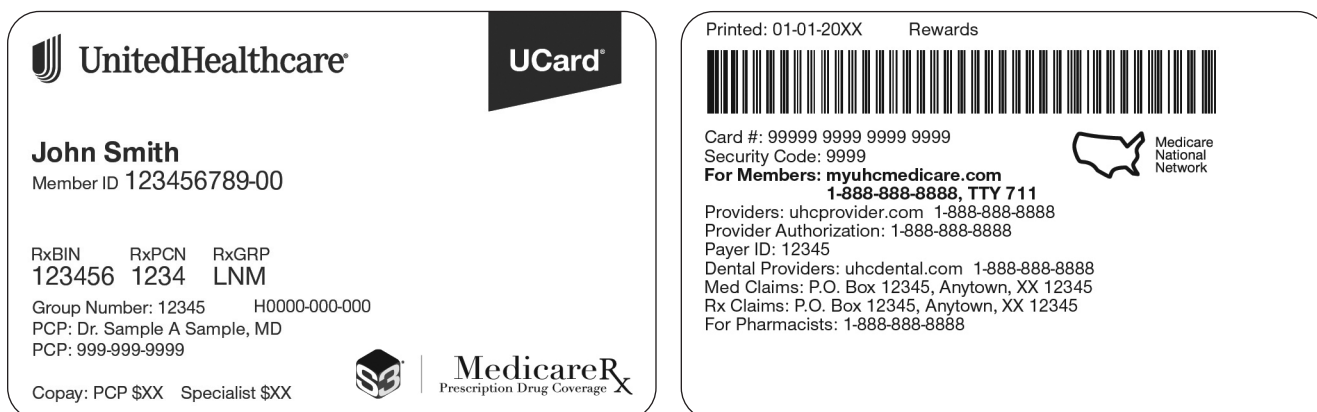 UnitedHealthcare®
UCard®
John Smith
Member ID 123456789-00
RxBIN RxPCN RxGRP
123456 1234 LNM
Group Number: 12345 H0000-000-000
PCP: Dr. Sample A Sample, MD
PCP: 999-999-9999
Copay: PCP $XX Specialist $XX
S3
MedicareRx
Prescription Drug Coverage
Printed: 01-01-20XX Rewards
Card #: 99999 9999 9999 9999
Security Code: 9999
For Members: myuhcmedicare.com
1-888-888-8888, TTY 711
Providers: uhcprovider.com 1-888-888-8888
Provider Authorization: 1-888-888-8888
Payer ID: 12345
Dental Providers: uhcdental.com 1-888-888-8888
Med Claims: P.O. Box 12345, Anytown, XX 12345
Rx Claims: P.O. Box 12345, Anytown, XX 12345
For Pharmacists: 1-888-888-8888
Medicare
National
Network